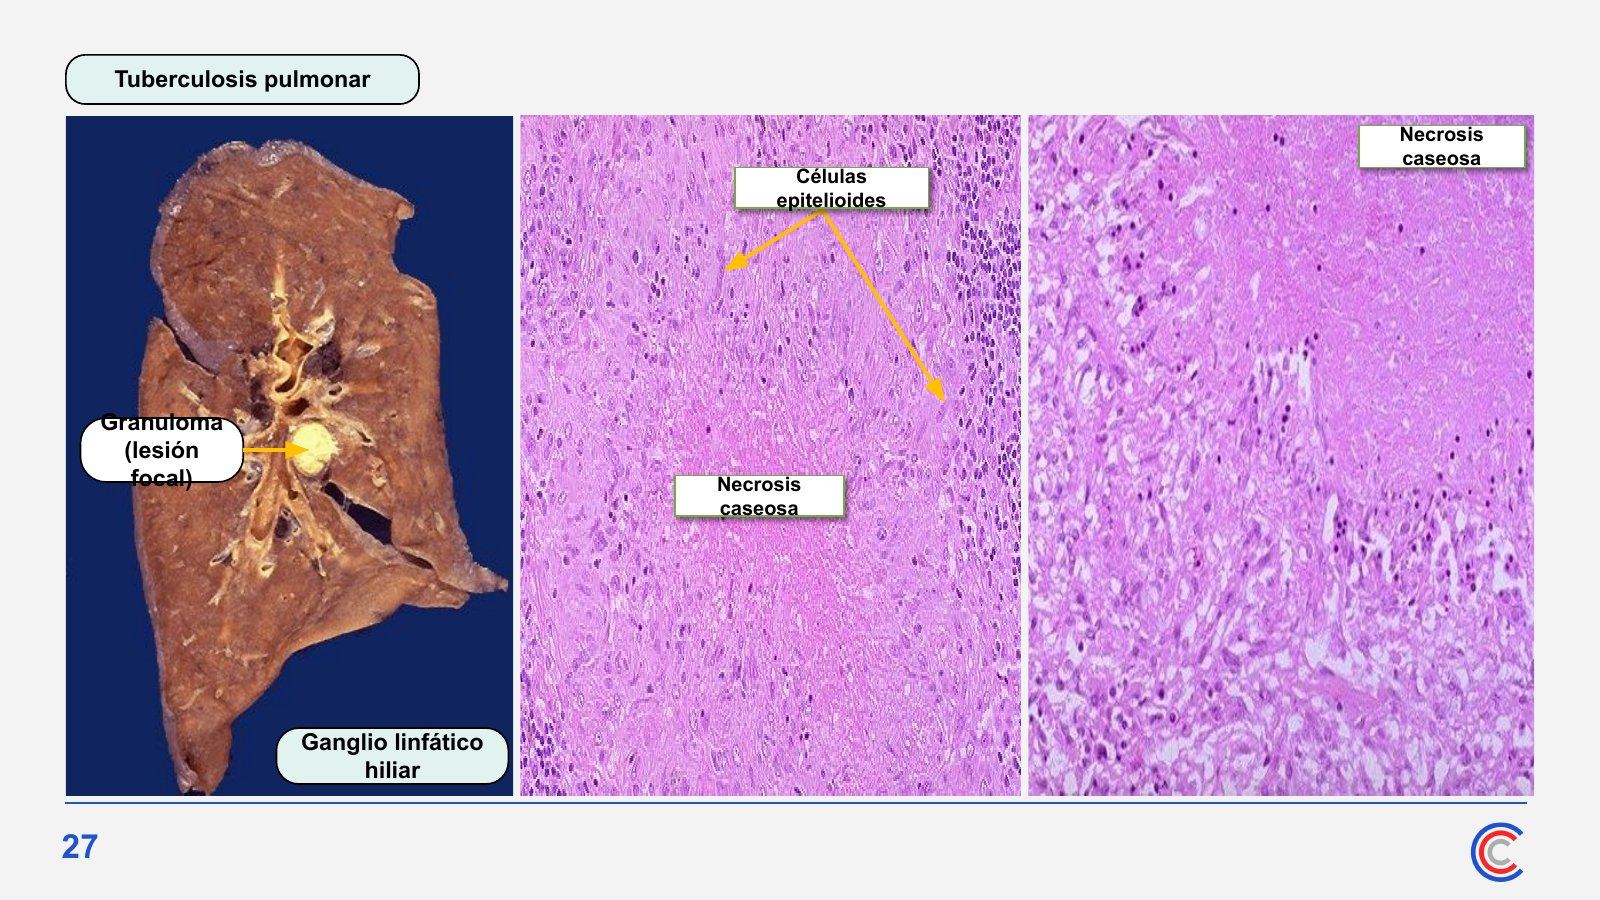 Tuberculosis pulmonar
Células
epitelioides
Necrosis
caseosa
Necrosis
caseosa
Granuloma
(lesión
focal)
Ganglio linfático
hiliar
27